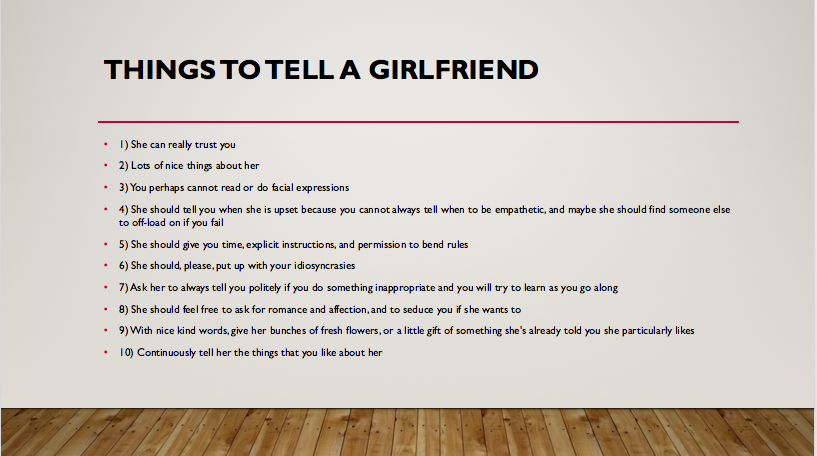 THINGS TO TELL A GIRLFRIEND
• 1) She can really trust you
• 2) Lots of nice things about her
• 3) You perhaps cannot read or do facial expressions
• 4) She should tell you when she is upset because you cannot always tell when to be empathetic, and maybe she should find someone else
to off-load on if you fail
• 5) She should give you time, explicit instructions, and permission to bend rules
• 6) She should, please, put up with your idiosyncrasies
• 7) Ask her to always tell you politely if you do something inappropriate and you will try to learn as you go along
• 8) She should feel free to ask for romance and affection, and to seduce you if she wants to
• 9) With nice kind words, give her bunches of fresh flowers, or a little gift of something she's already told you she particularly likes
• 10) Continuously tell her the things that you like about her